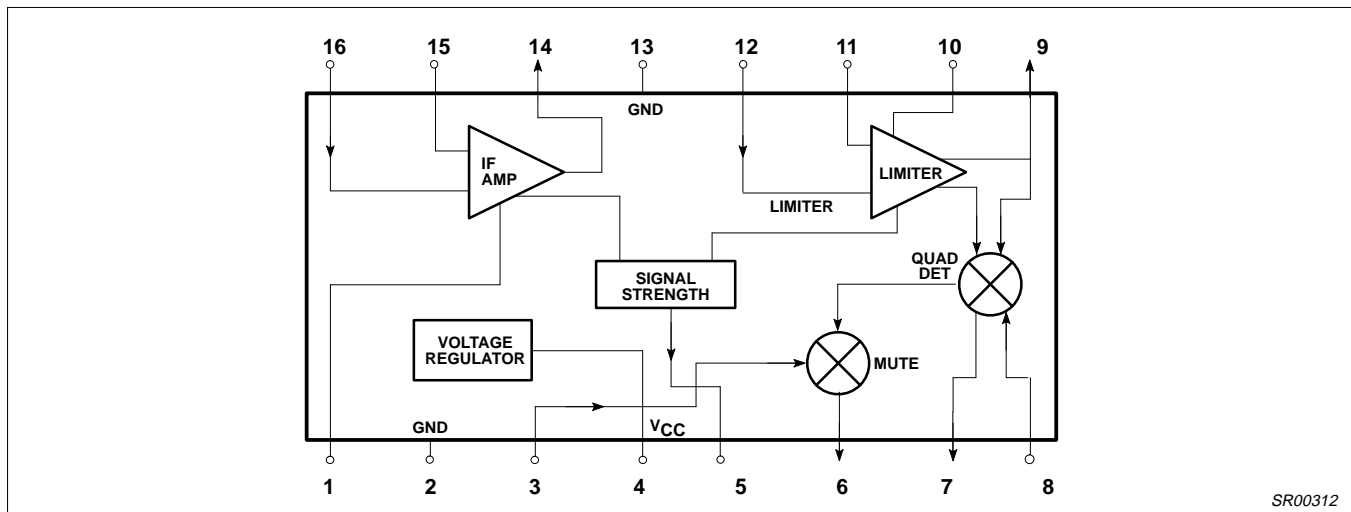 16 15 14 13 12 11 10 9
GND
IF
AMP
LIMITER
LIMITER
QUAD
DET
SIGNAL
STRENGTH
VOLTAGE
REGULATOR
MUTE
GND
VCC
1 2 3 4 5 6 7 8
SR00312